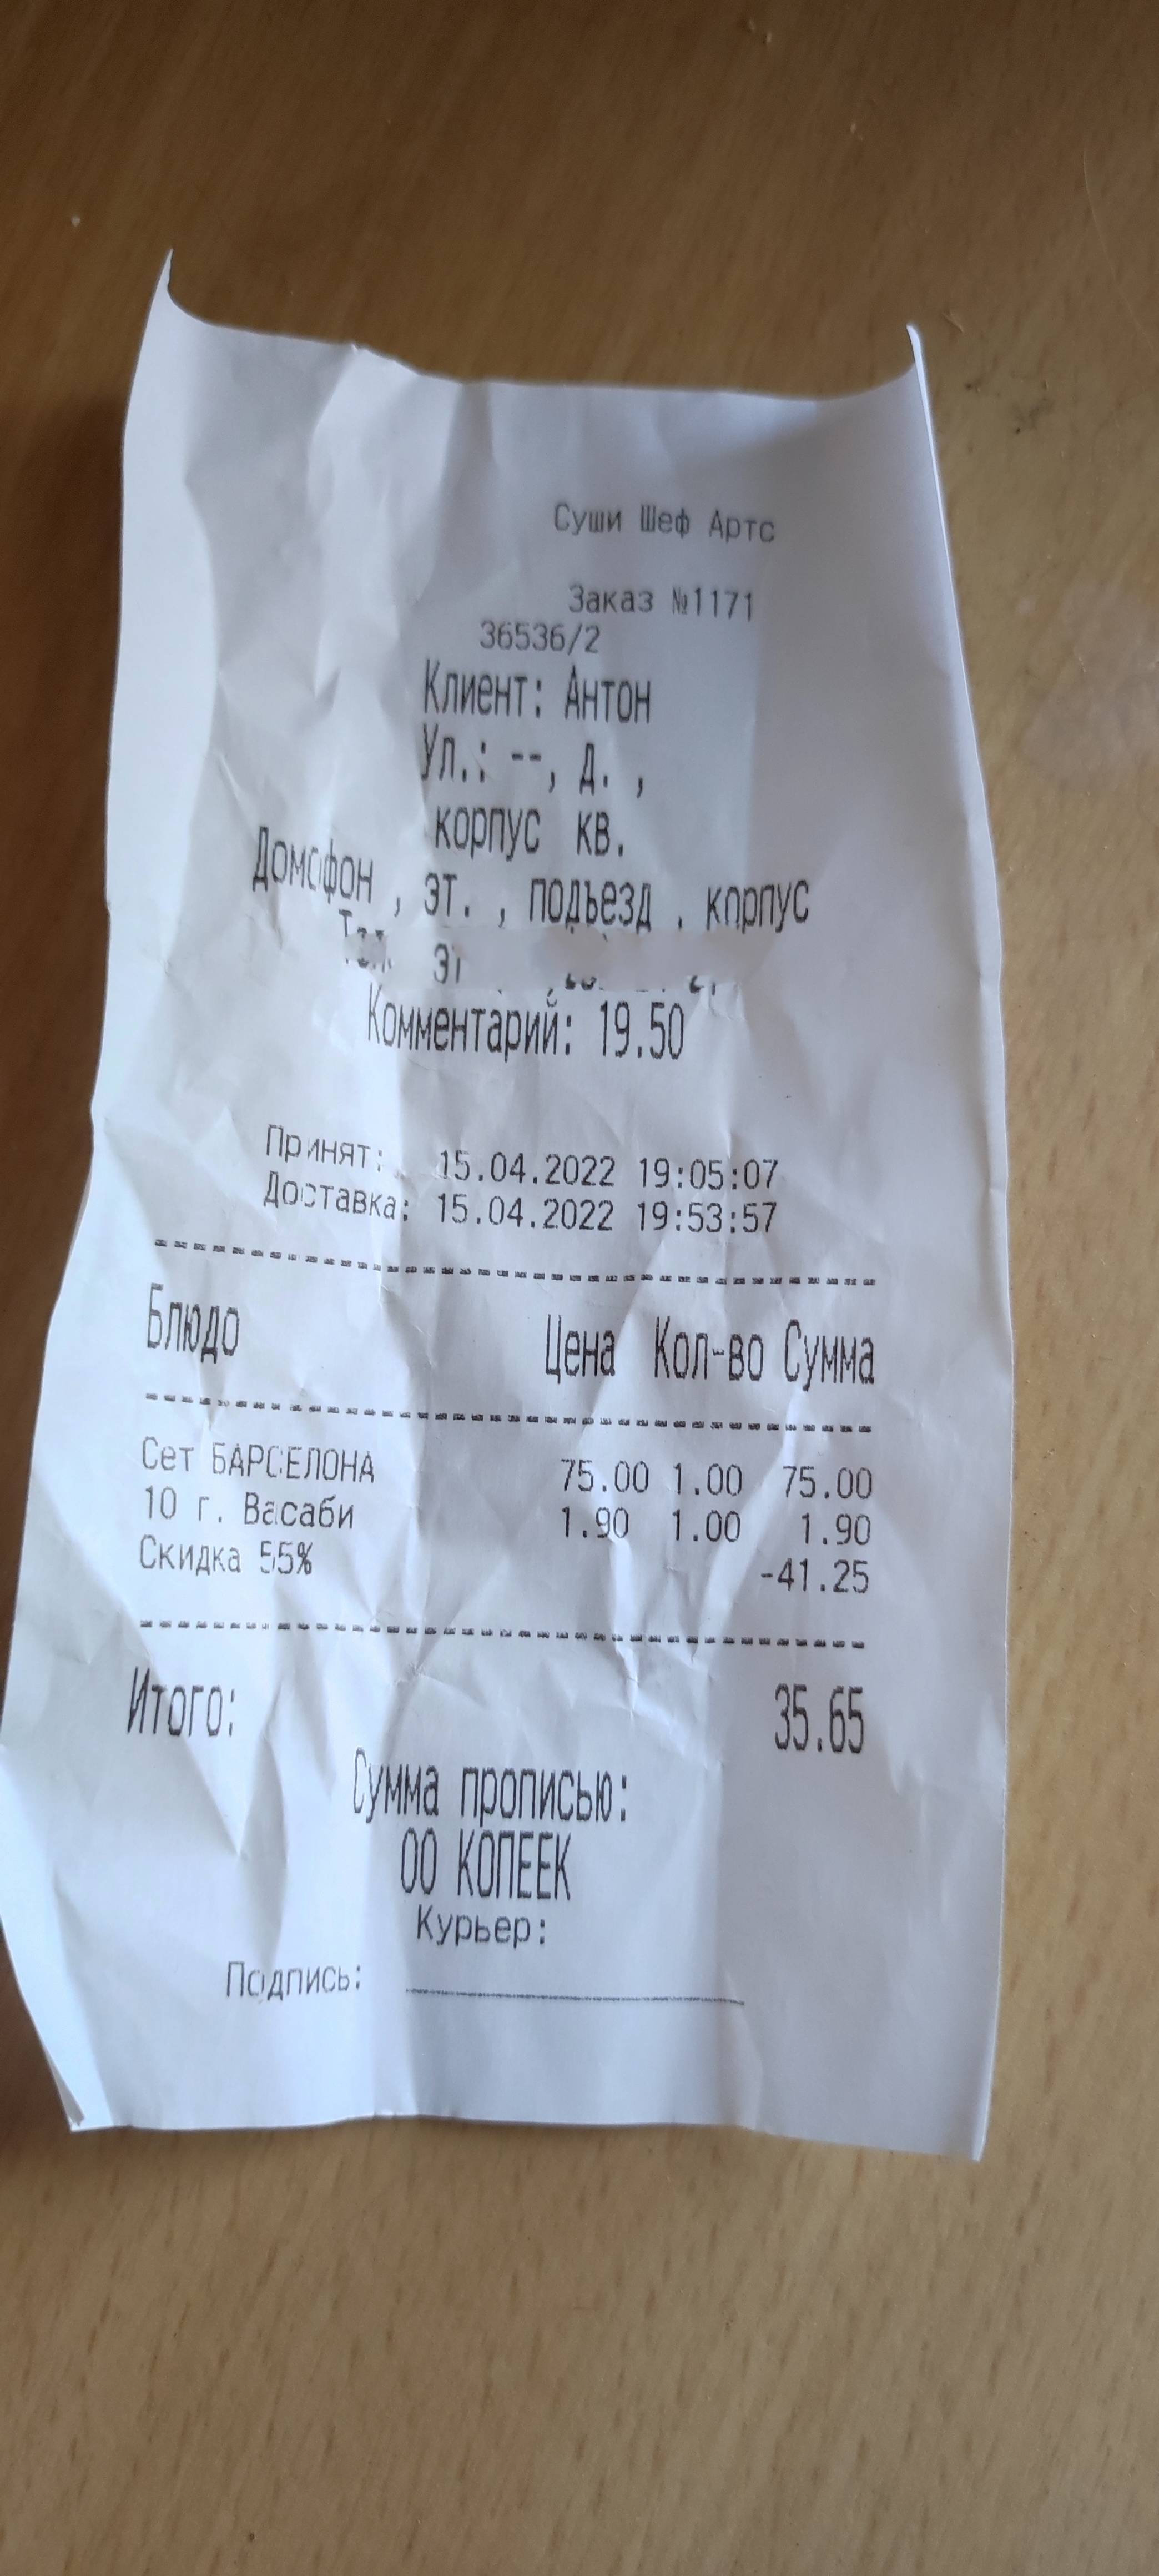 Суши Шеф Артс
Заказ №1171
36536/2
Клиент: Антон
Ул.: --, д. ,
корпус кв.
Домофон , эт. , подъезд , корпус
Комментарий: 19.50
Принят: 15.04.2022 19:05:07
Доставка: 15.04.2022 19:53:57
Блюдо Цена Кол-во Сумма
Сет БАРСЕЛОНА 75.00 1.00 75.00
10 г. Васаби 1.90 1.00 1.90
Скидка 55% -41.25
Итого: 35.65
Сумма прописью:
00 КОПЕЕК
Курьер:
Подпись: